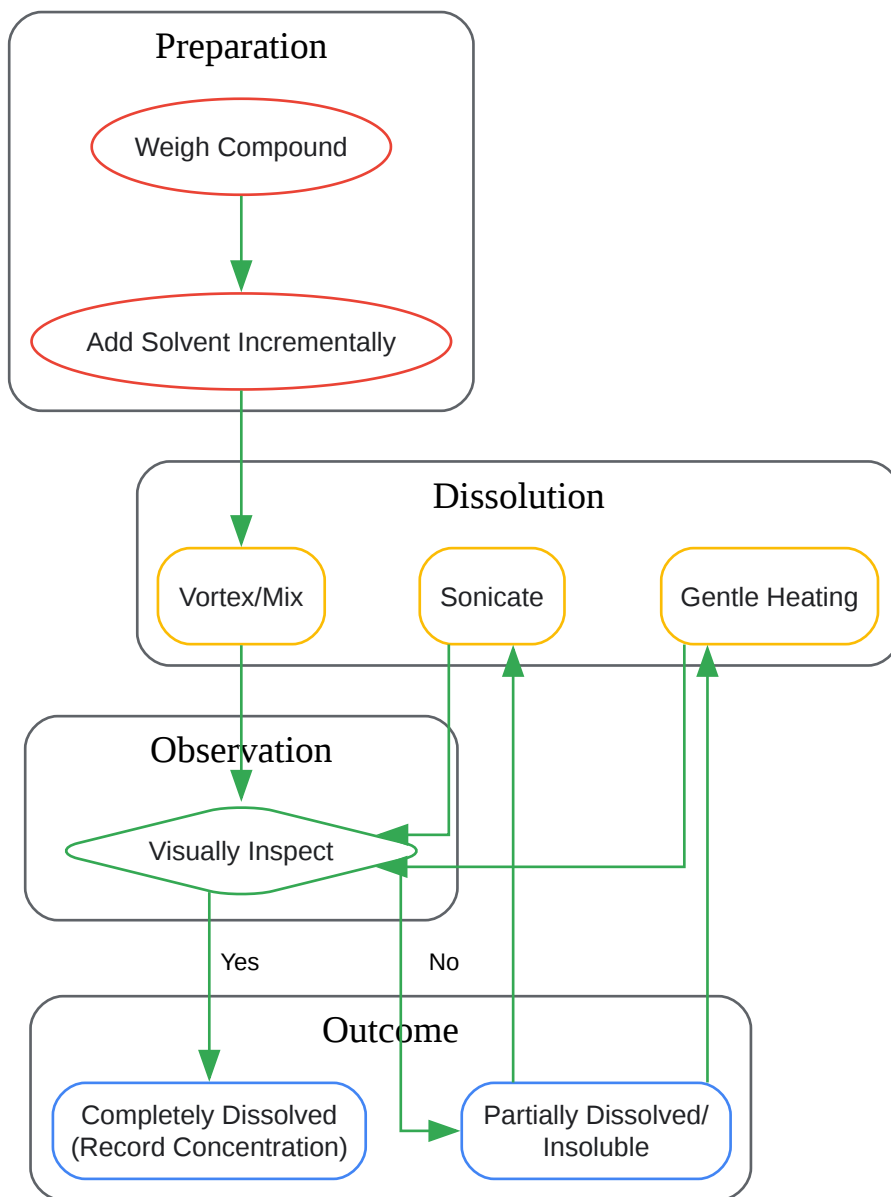 Preparation
Weigh Compound
Add Solvent Incrementally
Dissolution
Vortex/Mix
Sonicate
Gentle Heating
Observation
Visually Inspect
Yes
No
Outcome
Completely Dissolved
(Record Concentration)
Partially Dissolved/
Insoluble